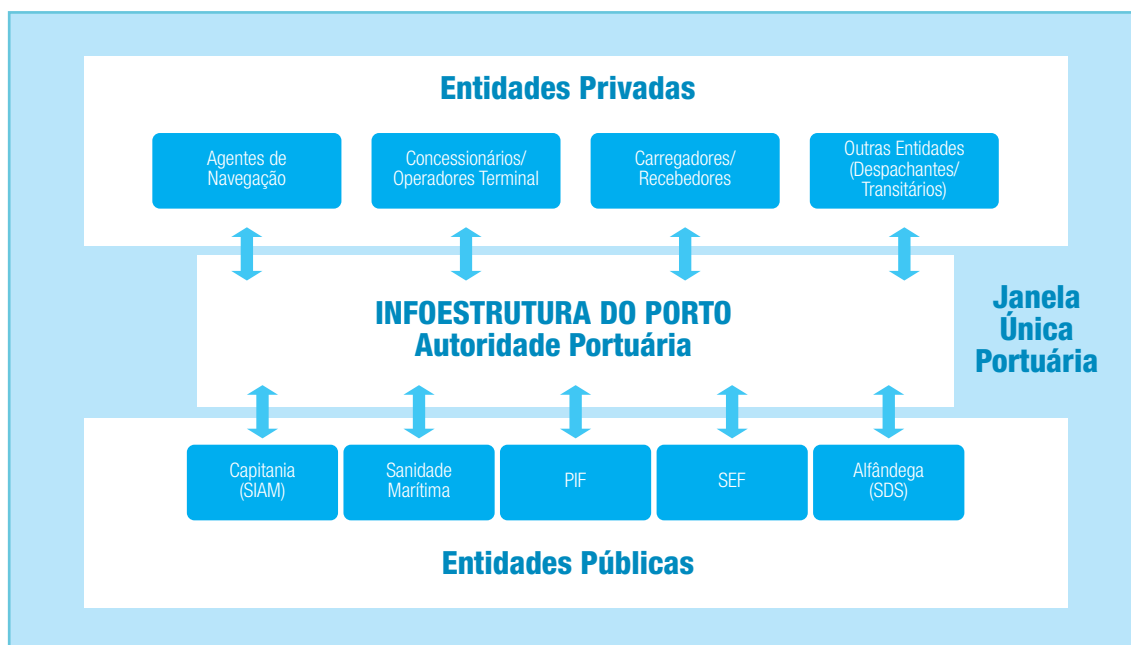 Entidades Privadas
Agentes de
Navegação
Concessionários/
Operadores Terminal
Carregadores/
Recebedores
Outras Entidades
(Despachantes/
Transitários)
INFOESTRUTURA DO PORTO
Autoridade Portuária
Janela
Única
Portuária
Capitania
(SIAM)
Sanidade
Marítima
PIF
SEF
Alfândega
(SDS)
Entidades Públicas